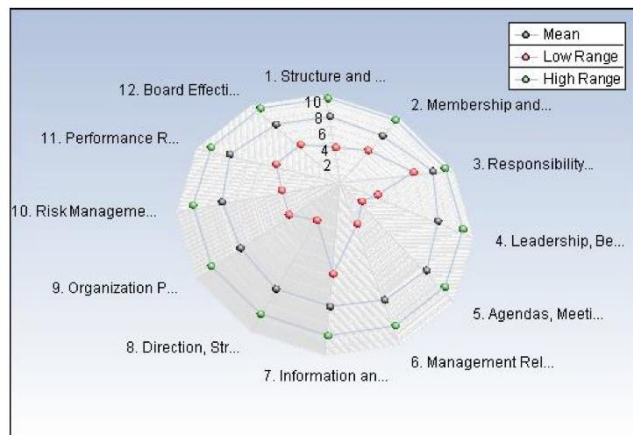 Mean
Low Range
High Range
1. Structure and ...
2. Membership and...
3. Responsibility...
4. Leadership, Be...
5. Agendas, Meeti...
6. Management Rel...
7. Information an...
8. Direction, Str...
9. Organization P...
10. Risk Manageme...
11. Performance R...
12. Board Effecti...
10
8
6
4
2